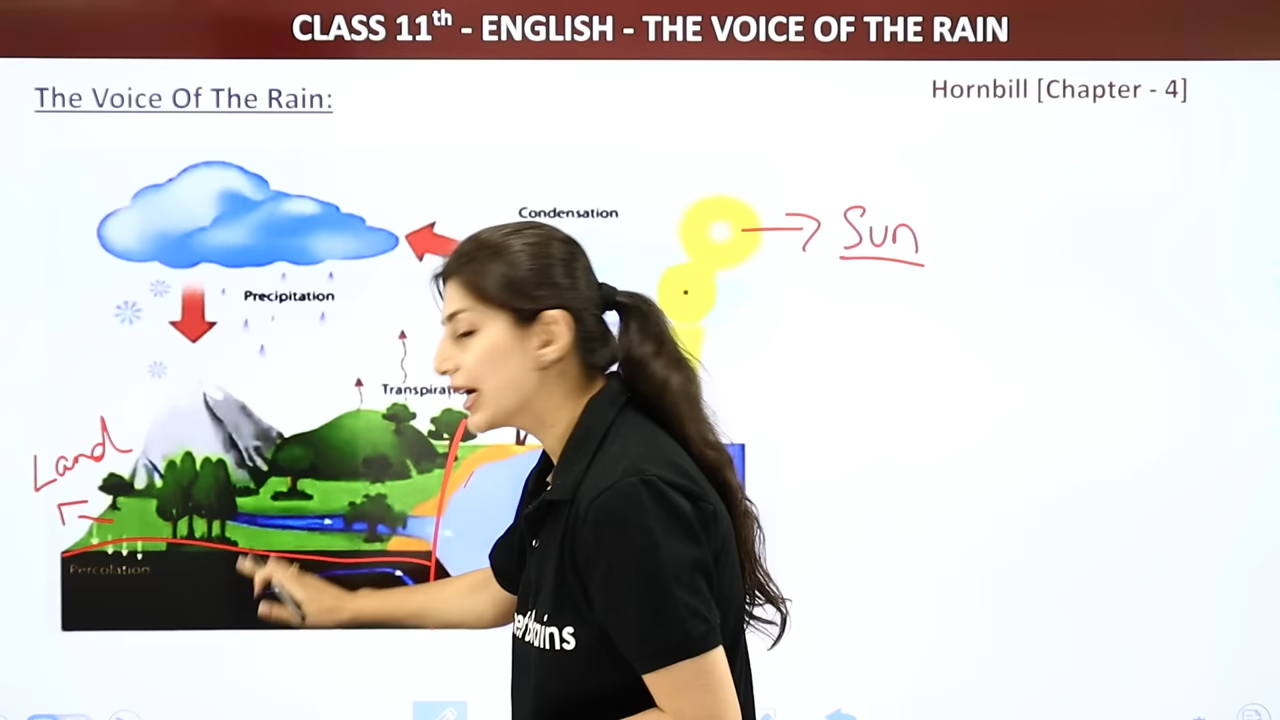 CLASS 11th - ENGLISH - THE VOICE OF THE RAIN
The Voice Of The Rain:
Hornbill [Chapter - 4]
Condensation
Sun
Precipitation
Land
Percolation